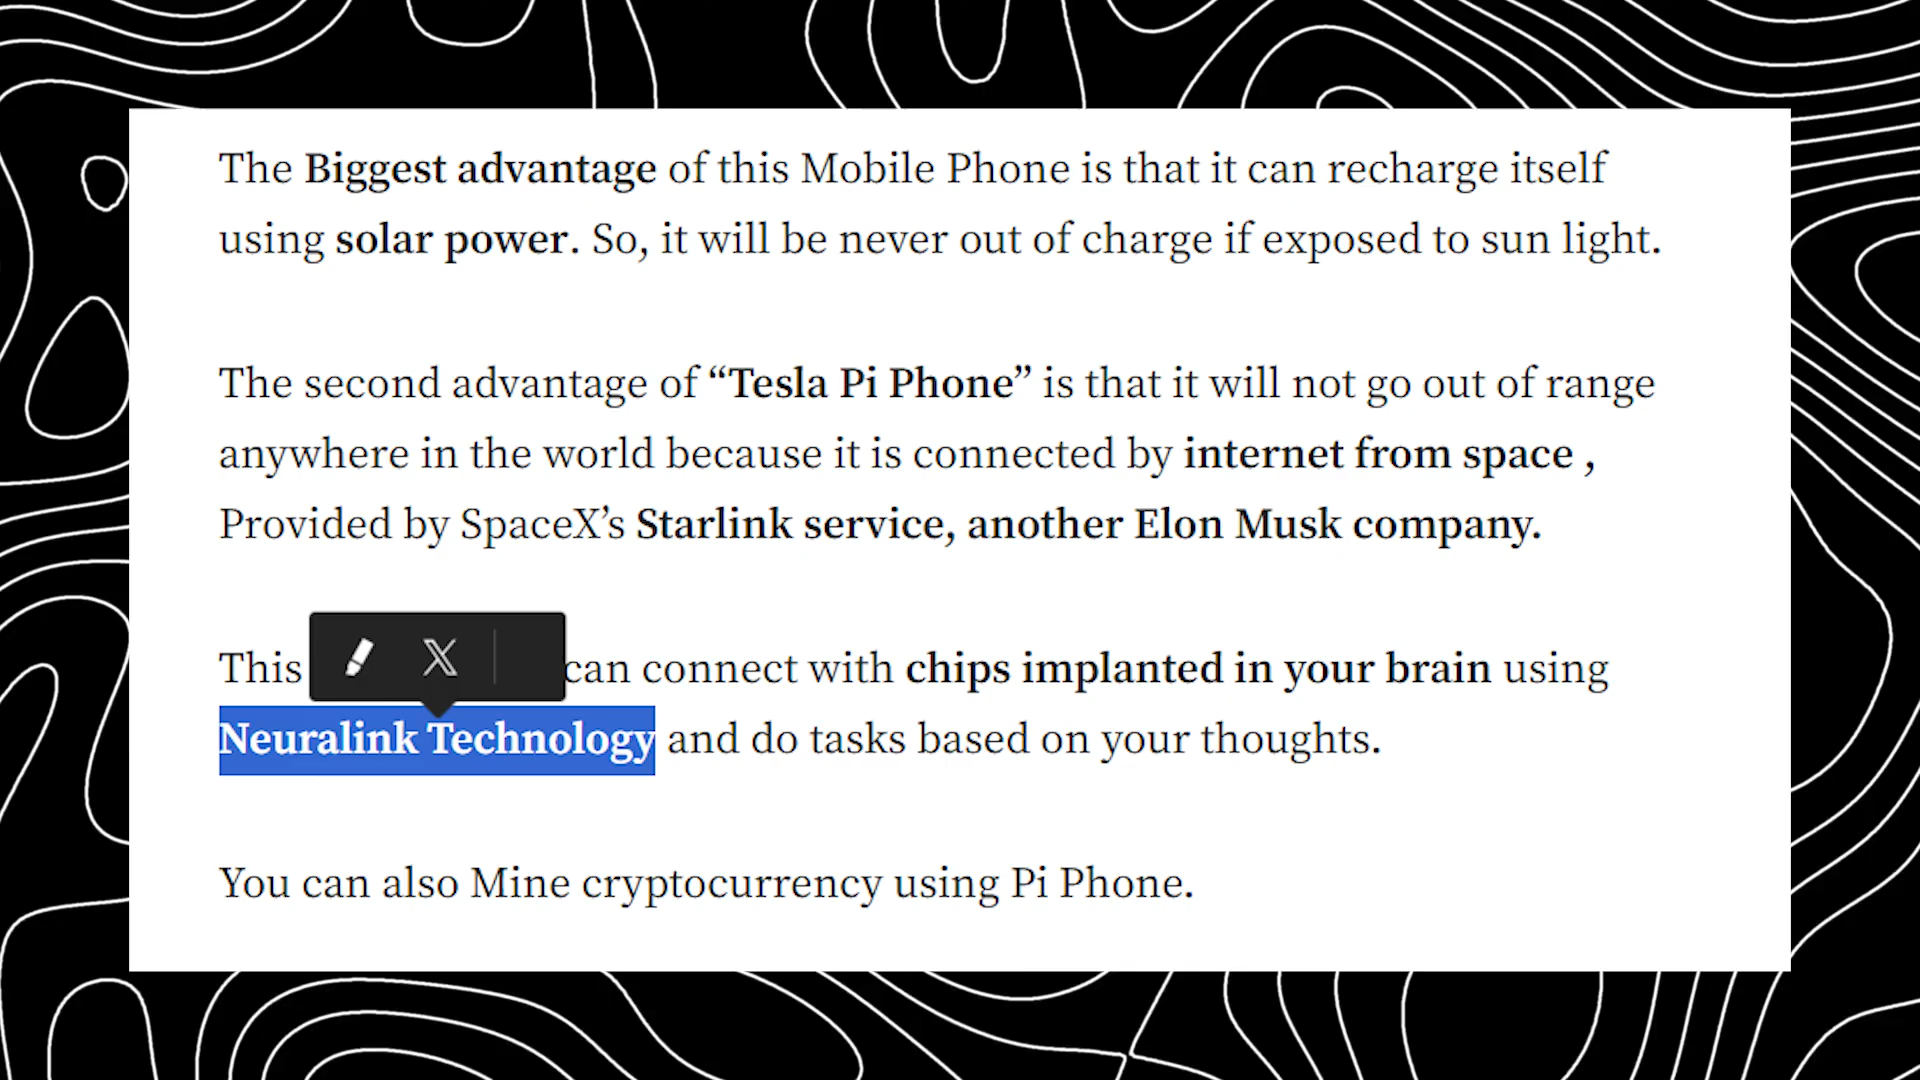 The Biggest advantage of this Mobile Phone is that it can recharge itself
using solar power. So, it will be never out of charge if exposed to sun light.
The second advantage of “Tesla Pi Phone” is that it will not go out of range
anywhere in the world because it is connected by internet from space ,
Provided by SpaceX’s Starlink service, another Elon Musk company.
This can connect with chips implanted in your brain using
Neuralink Technology and do tasks based on your thoughts.
You can also Mine cryptocurrency using Pi Phone.